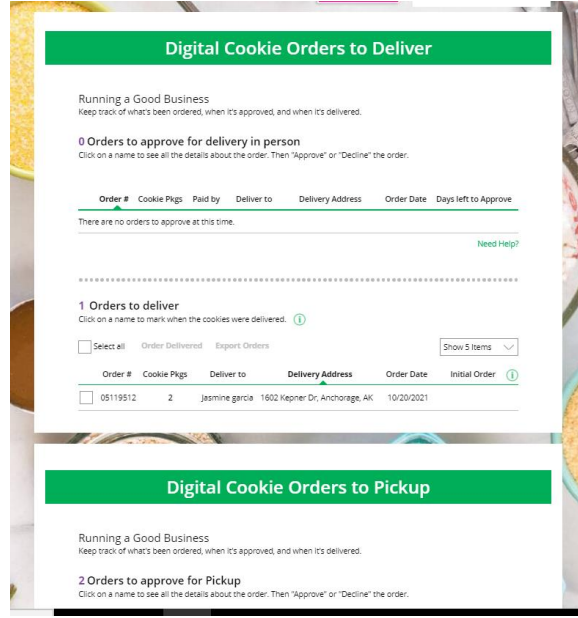 Digital Cookie Orders to Deliver
Running a Good Business
Keep track of what's been ordered, when it's approved, and when it's delivered.
0 Orders to approve for delivery in person
Click on a name to see all the details about the order. Then "Approve" or "Decline" the order.
Order # Cookie Pkgs Paid by Deliver to Delivery Address Order Date Days left to Approve
There are no orders to approve at this time.
Need Help?
1 Orders to deliver
Click on a name to mark when the cookies were delivered. i
Select all Order Delivered Export Orders Show 5 Items
Order # Cookie Pkgs Deliver to Delivery Address Order Date Initial Order i
05119512 2 Jasmine garcia 1602 Kepner Dr, Anchorage, AK 10/20/2021
Digital Cookie Orders to Pickup
Running a Good Business
Keep track of what's been ordered, when it's approved, and when it's delivered.
2 Orders to approve for Pickup
Click on a name to see all the details about the order. Then "Approve" or "Decline" the order.